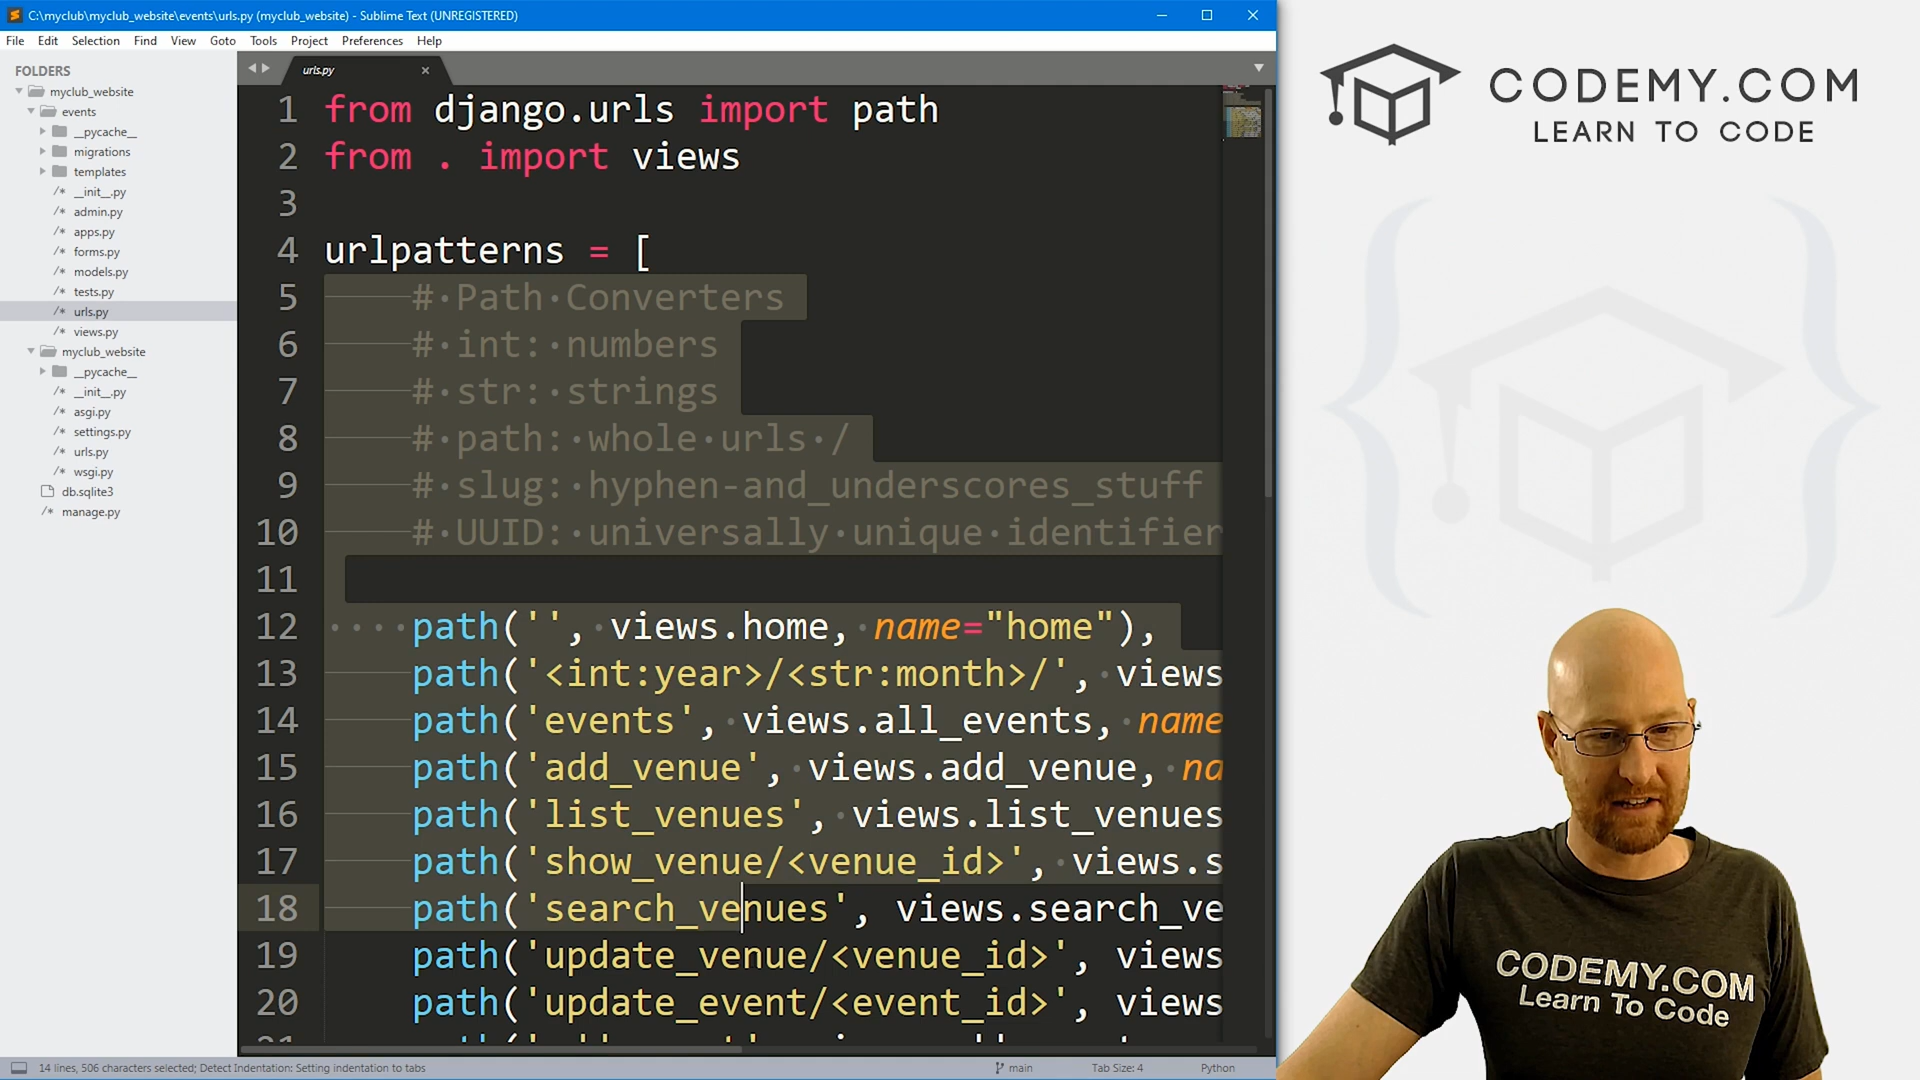 C:\myclub\myclub_website\events\urls.py (myclub_website) - Sublime Text (UNREGISTERED)
File Edit Selection Find View Goto Tools Project Preferences Help
FOLDERS
myclub_website
events
__pycache__
migrations
templates
__init__.py
admin.py
apps.py
forms.py
models.py
tests.py
urls.py
views.py
myclub_website
__pycache__
__init__.py
asgi.py
settings.py
urls.py
wsgi.py
db.sqlite3
manage.py
urls.py
1 from django.urls import path
2 from . import views
3
4 urlpatterns = [
5 # Path Converters
6 # int: numbers
7 # str: strings
8 # path: whole urls /
9 # slug: hyphen-and_underscores_stuff
10 # UUID: universally unique identifier
11
12 path('', views.home, name="home"),
13 path('<int:year>/<str:month>/', views
14 path('events', views.all_events, name
15 path('add_venue', views.add_venue, na
16 path('list_venues', views.list_venues
17 path('show_venue/<venue_id>', views.s
18 path('search_venues', views.search_ve
19 path('update_venue/<venue_id>', views
20 path('update_event/<event_id>', views
14 lines, 506 characters selected; Detect Indentation: Setting indentation to tabs
main
Tab Size: 4
Python
CODEMY.COM
LEARN TO CODE
CODEMY.COM
Learn To Code